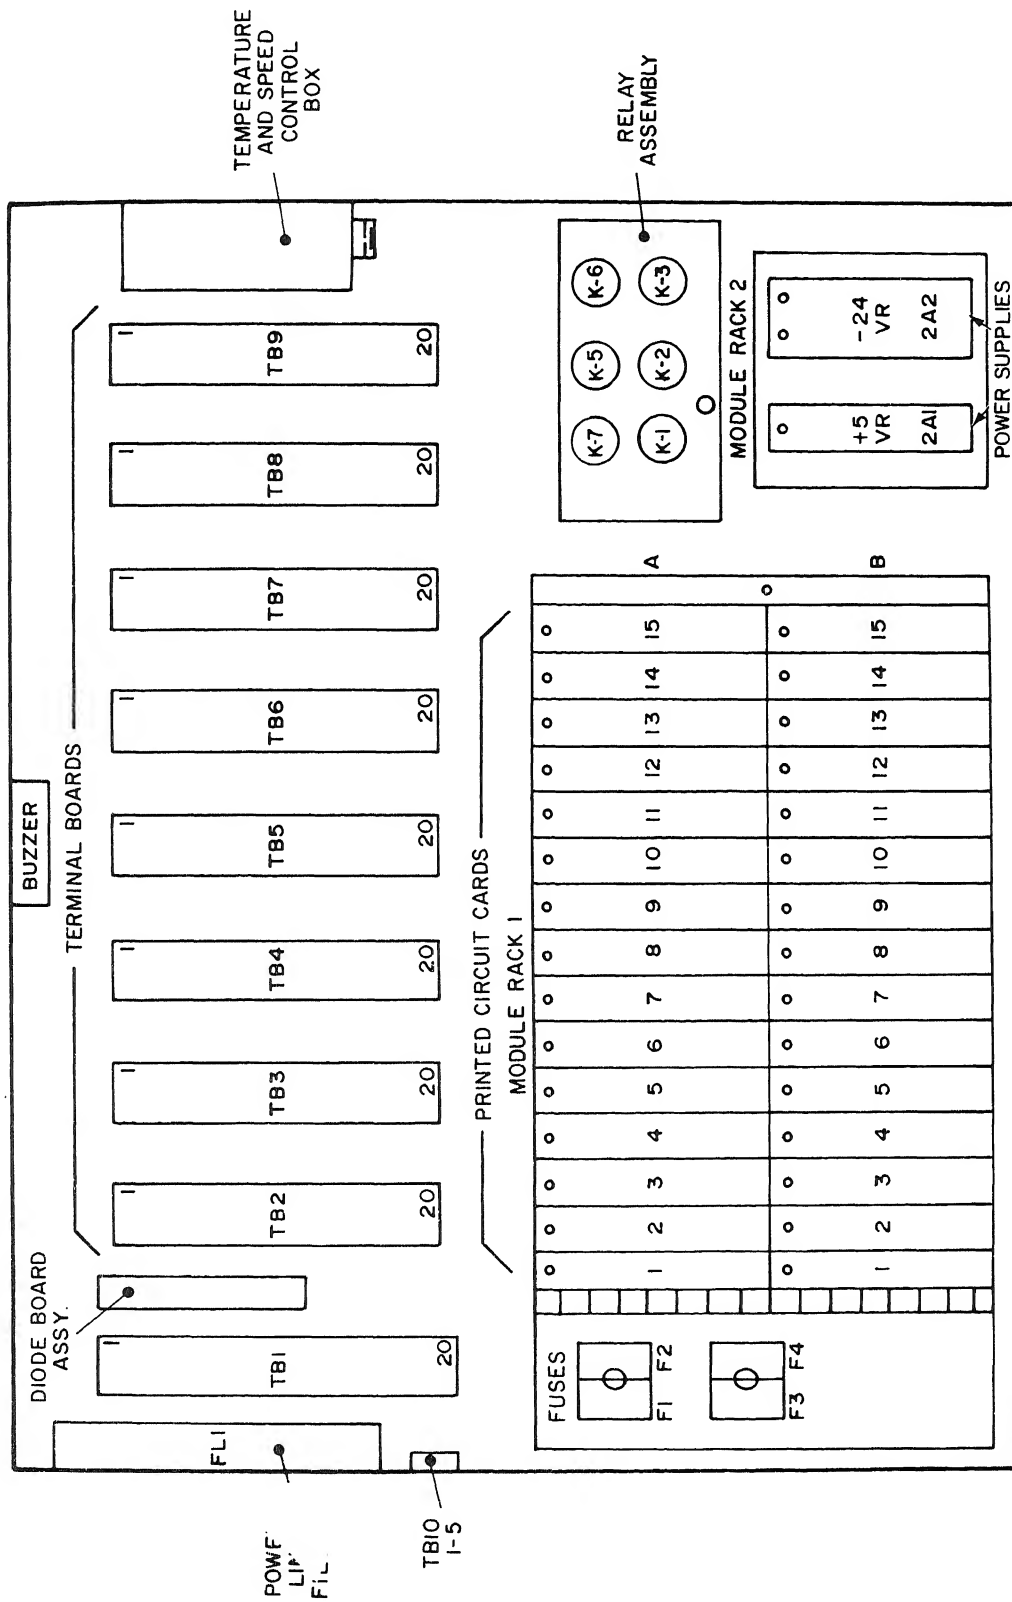 BUZZER
TERMINAL BOARDS
TEMPERATURE
AND SPEED
CONTROL
BOX
DIODE BOARD
ASSY.
FL1
TB1
1
20
TB2
1
20
TB3
1
20
TB4
1
20
TB5
1
20
TB6
1
20
TB7
1
20
TB8
1
20
TB9
1
20
TB10
1-5
PRINTED CIRCUIT CARDS
MODULE RACK 1
FUSES
F1 F2
F3 F4
1 2 3 4 5 6 7 8 9 10 11 12 13 14 15 A
1 2 3 4 5 6 7 8 9 10 11 12 13 14 15 B
RELAY
ASSEMBLY
K-7 K-5 K-6
K-1 K-2 K-3
MODULE RACK 2
+5
VR
2A1
-24
VR
2A2
POWER SUPPLIES